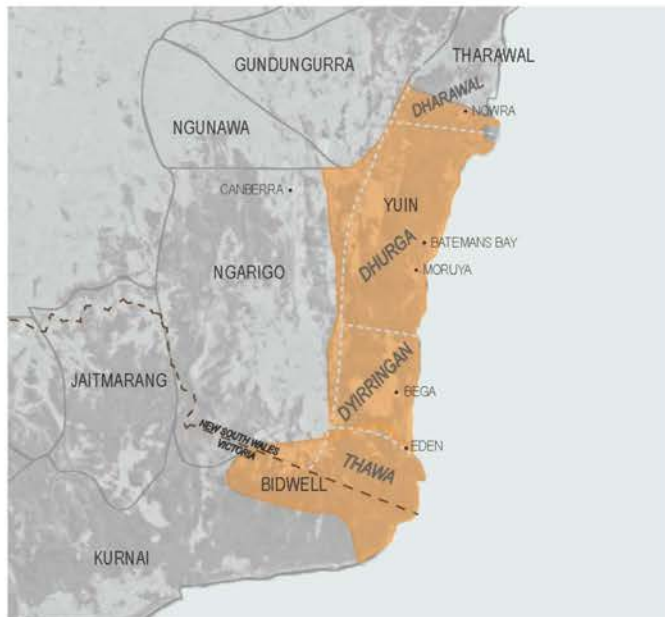 THARAWAL
GUNDUNGURRA
DHARAWAL
NOWRA
NGUNAWA
CANBERRA
YUIN
BATEMANS BAY
DHURGA
MORUYA
NGARIGO
JAITMARANG
DYIRRINGAN
BEGA
NEW SOUTH WALES
VICTORIA
EDEN
THAWA
BIDWELL
KURNAI